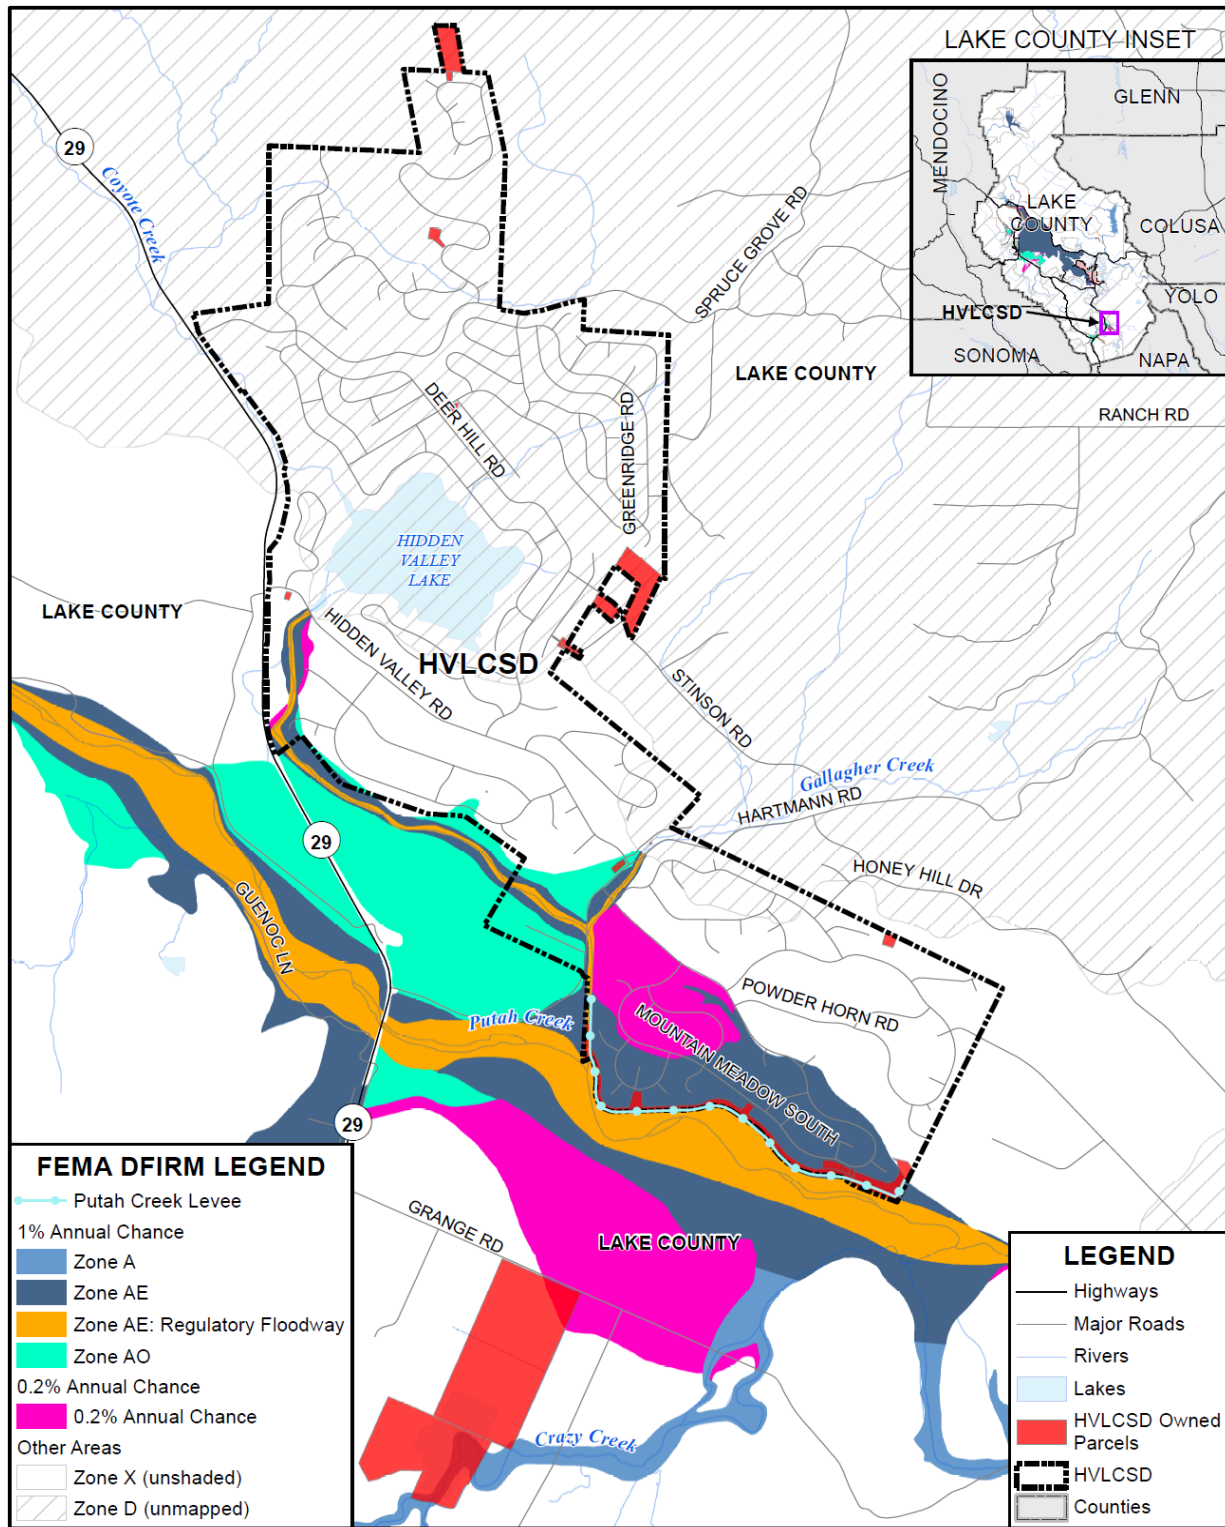 LAKE COUNTY INSET
MENDOCINO
GLENN
LAKE
COUNTY
COLUSA
YOLO
HVLCSD
SONOMA
NAPA
29
Coyote Creek
SPRUCE GROVE RD
LAKE COUNTY
RANCH RD
DEER HILL RD
GREENRIDGE RD
HIDDEN
VALLEY
LAKE
LAKE COUNTY
HIDDEN VALLEY RD
HVLCSD
STINSON RD
Gallagher Creek
HARTMANN RD
29
HONEY HILL DR
GUENOC LN
POWDER HORN RD
Putah Creek
MOUNTAIN MEADOW SOUTH
29
GRANGE RD
LAKE COUNTY
Crazy Creek
FEMA DFIRM LEGEND
Putah Creek Levee
1% Annual Chance
Zone A
Zone AE
Zone AE: Regulatory Floodway
Zone AO
0.2% Annual Chance
0.2% Annual Chance
Other Areas
Zone X (unshaded)
Zone D (unmapped)
LEGEND
Highways
Major Roads
Rivers
Lakes
HVLCSD Owned
Parcels
HVLCSD
Counties